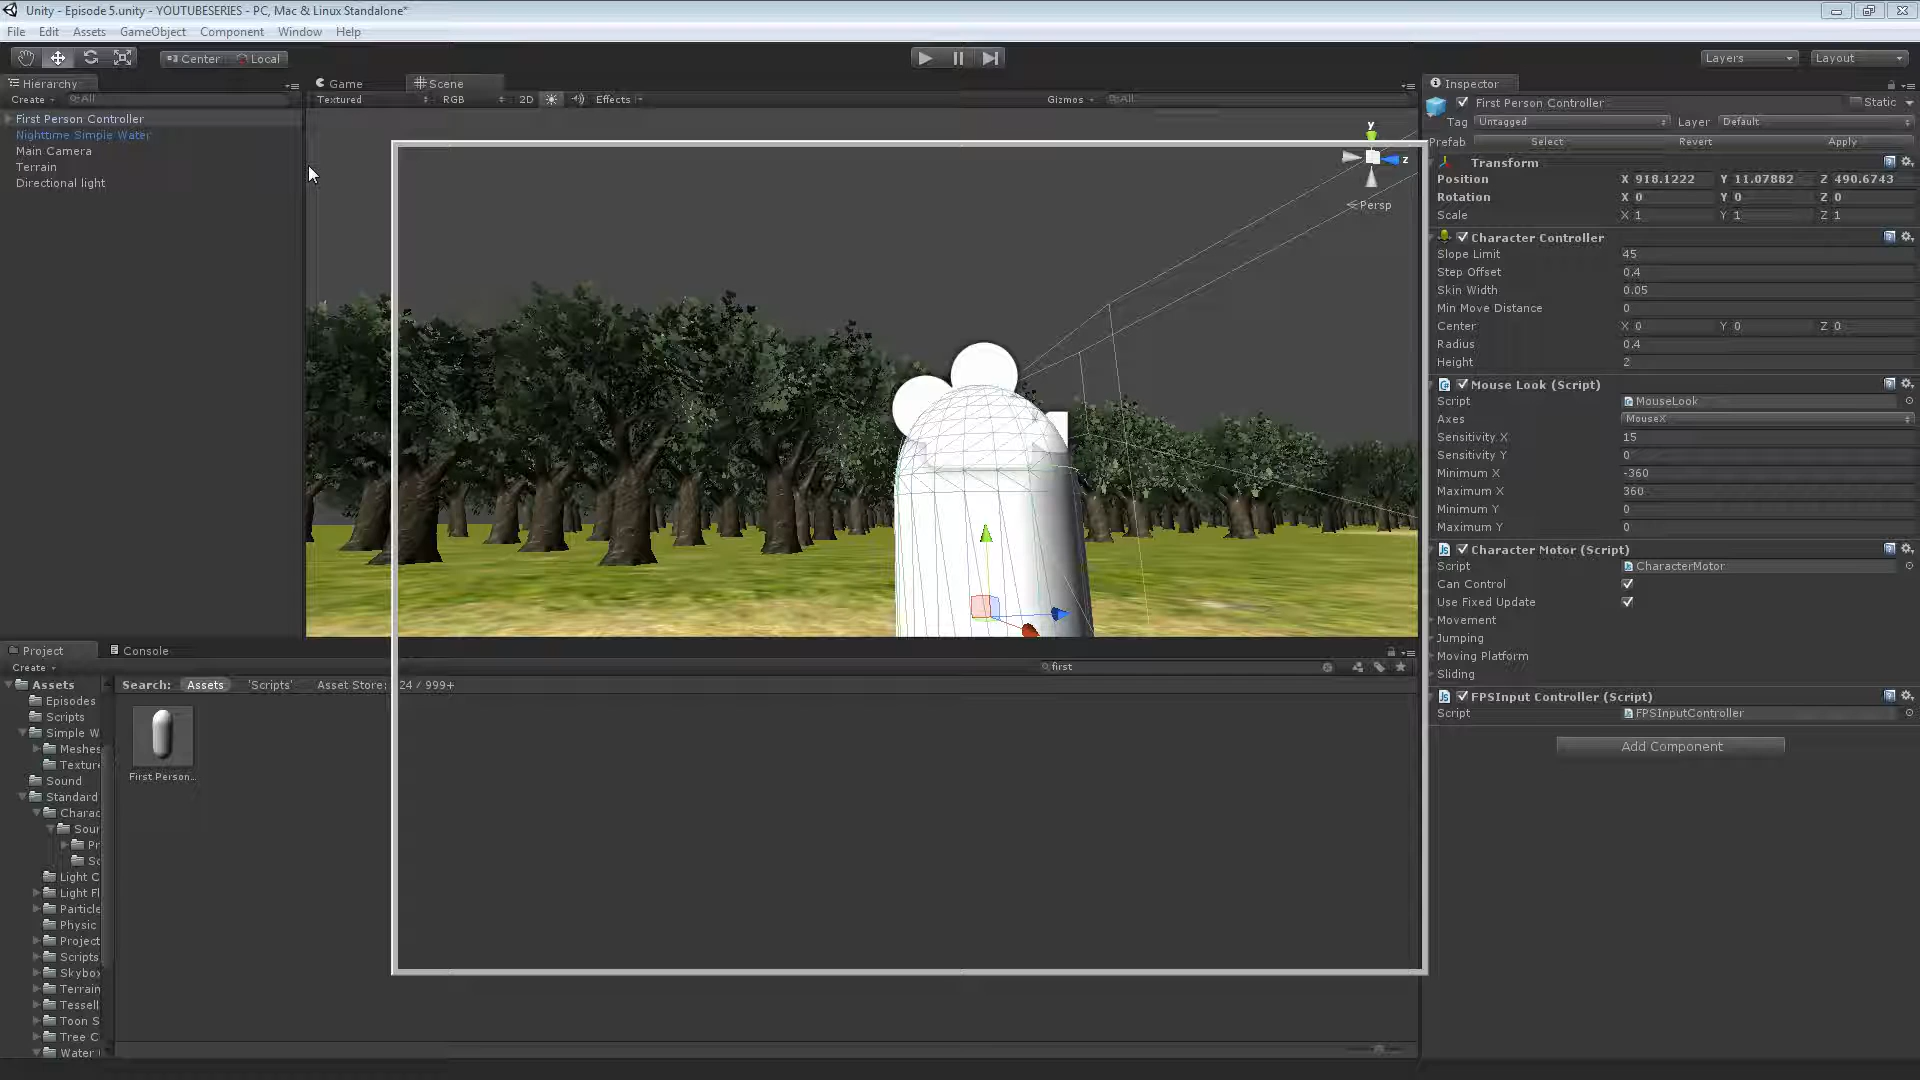 Unity - Episode 5.unity - YOUTUBESERIES - PC, Mac & Linux Standalone*
File Edit Assets GameObject Component Window Help
Center Local
Layers Layout
Hierarchy
Create All
First Person Controller
Nighttime Simple Water
Main Camera
Terrain
Directional light
Game Scene
Textured RGB 2D Effects Gizmos All
y
z
Persp
Inspector
First Person Controller Static
Tag Untagged Layer Default
Prefab Select Revert Apply
Transform
Position X 918.1222 Y 11.07882 Z 490.6743
Rotation X 0 Y 0 Z 0
Scale X 1 Y 1 Z 1
Character Controller
Slope Limit 45
Step Offset 0.4
Skin Width 0.05
Min Move Distance 0
Center X 0 Y 0 Z 0
Radius 0.4
Height 2
Mouse Look (Script)
Script MouseLook
Axes MouseX
Sensitivity X 15
Sensitivity Y 0
Minimum X -360
Maximum X 360
Minimum Y 0
Maximum Y 0
Character Motor (Script)
Script CharacterMotor
Can Control
Use Fixed Update
Movement
Jumping
Moving Platform
Sliding
FPSInput Controller (Script)
Script FPSInputController
Add Component
Project Console
Create first
Search: Assets 'Scripts' Asset Store: 24 / 999+
First Person...
Assets
Episodes
Scripts
Simple W
Meshes
Texture
Sound
Standard
Charac
Sour
Pr
Sc
Light C
Light Fl
Particle
Physic
Project
Scripts
Skybox
Terrain
Tessell
Toon S
Tree C
Water